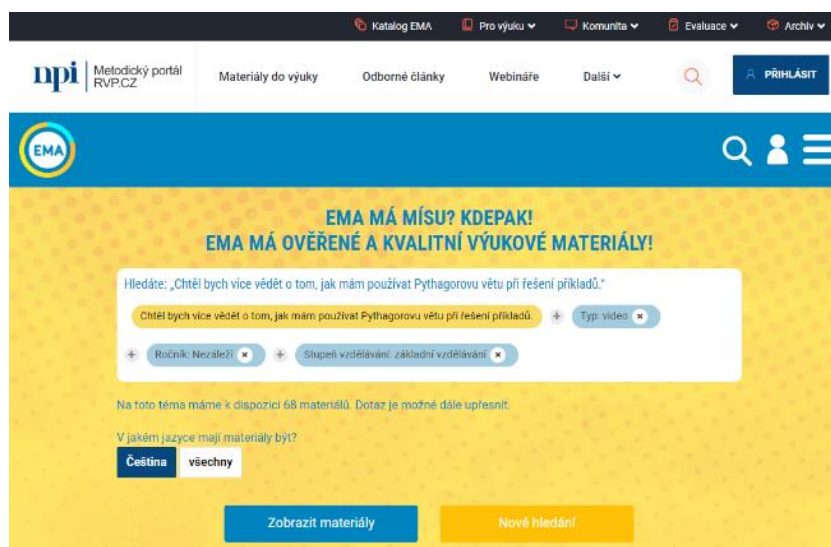 Katalog EMA Pro výuku Komunita Evaluace Archiv
npi Metodický portál RVP.CZ Materiály do výuky Odborné články Webináře Další PŘIHLÁSIT
EMA
EMA MÁ MÍSU? KDEPAK!
EMA MÁ OVĚŘENÉ A KVALITNÍ VÝUKOVÉ MATERIÁLY!
Hledáte: „Chtěl bych více vědět o tom, jak mám používat Pythagorovu větu při řešení příkladů."
Chtěl bych více vědět o tom, jak mám používat Pythagorovu větu při řešení příkladů. + Typ: video ×
+ Ročník: Nezáleží × + Stupeň vzdělávání: základní vzdělávání ×
Na toto téma máme k dispozici 68 materiálů. Dotaz je možné dále upřesnit.
V jakém jazyce mají materiály být?
Čeština všechny
Zobrazit materiály Nové hledání